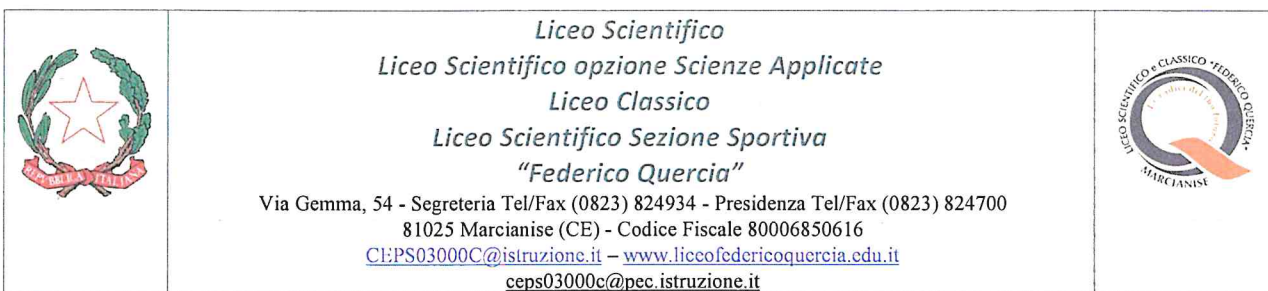 Liceo Scientifico
Liceo Scientifico opzione Scienze Applicate
Liceo Classico
Liceo Scientifico Sezione Sportiva
"Federico Quercia"
Via Gemma, 54 - Segreteria Tel/Fax (0823) 824934 - Presidenza Tel/Fax (0823) 824700
81025 Marcianise (CE) - Codice Fiscale 80006850616
CEPS03000C@istruzione.it – www.liceofedericoquercia.edu.it
ceps03000c@pec.istruzione.it
REPVBBLICA ITALIANA
LICEO SCIENTIFICO e CLASSICO "FEDERICO QUERCIA"
MARCIANISE